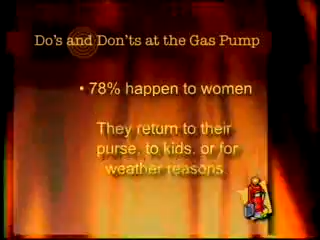 Do's and Don'ts at the Gas Pump
• 78% happen to women
They return to their
purse, to kids, or for
weather reasons